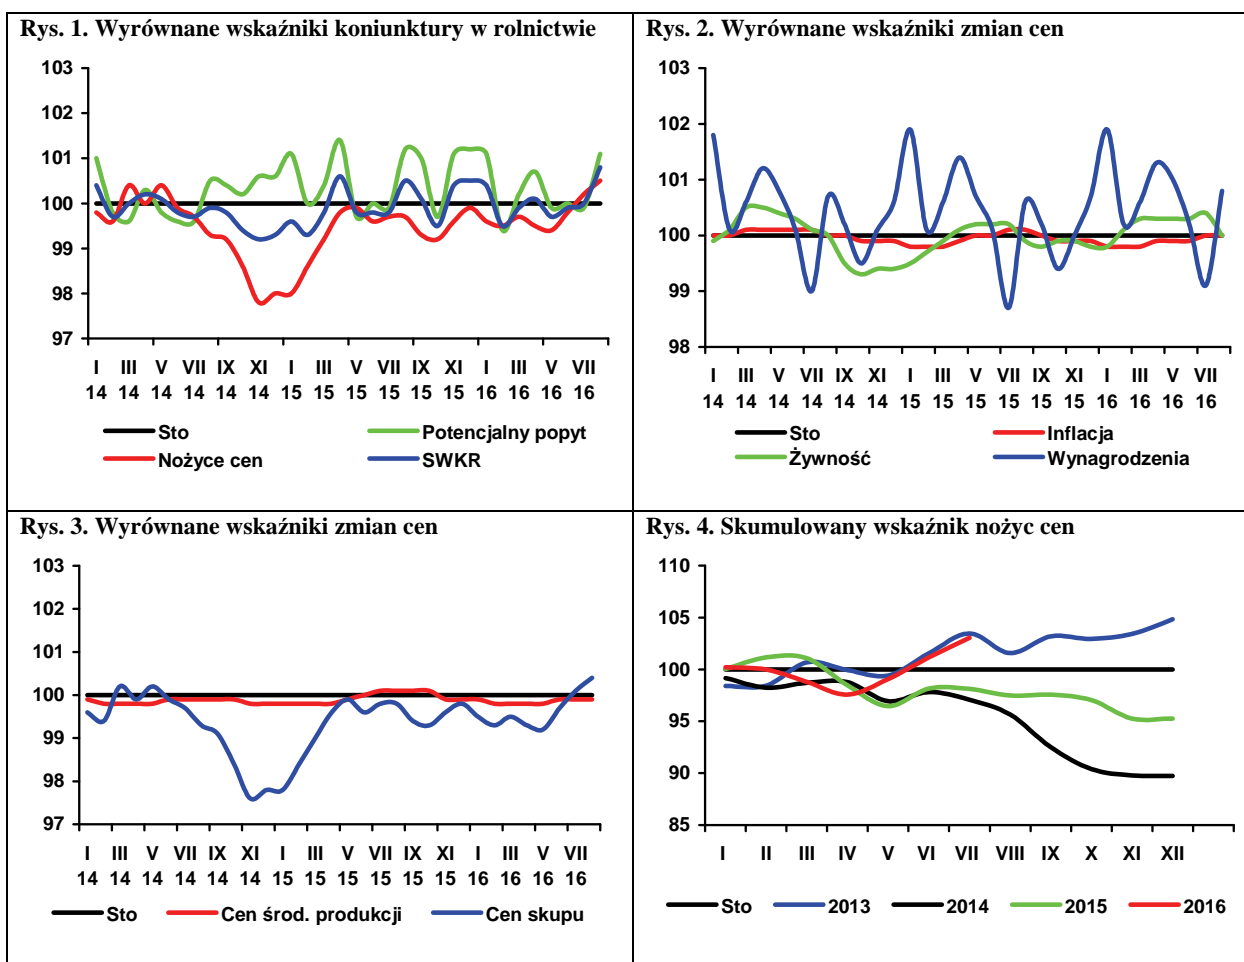 Rys. 1. Wyrównane wskaźniki koniunktury w rolnictwie
103
102
101
100
99
98
97
I III V VII IX XI I III V VII IX XI I III V VII
14 14 14 14 14 14 15 15 15 15 15 15 16 16 16 16
Sto Potencjalny popyt
Nożyce cen SWKR
Rys. 2. Wyrównane wskaźniki zmian cen
103
102
101
100
99
98
I III V VII IX XI I III V VII IX XI I III V VII
14 14 14 14 14 14 15 15 15 15 15 15 16 16 16 16
Sto Inflacja
Żywność Wynagrodzenia
Rys. 3. Wyrównane wskaźniki zmian cen
103
102
101
100
99
98
97
I III V VII IX XI I III V VII IX XI I III V VII
14 14 14 14 14 14 15 15 15 15 15 15 16 16 16 16
Sto Cen środ. produkcji Cen skupu
Rys. 4. Skumulowany wskaźnik nożyc cen
110
105
100
95
90
85
I II III IV V VI VII VIII IX X XI XII
Sto 2013 2014 2015 2016